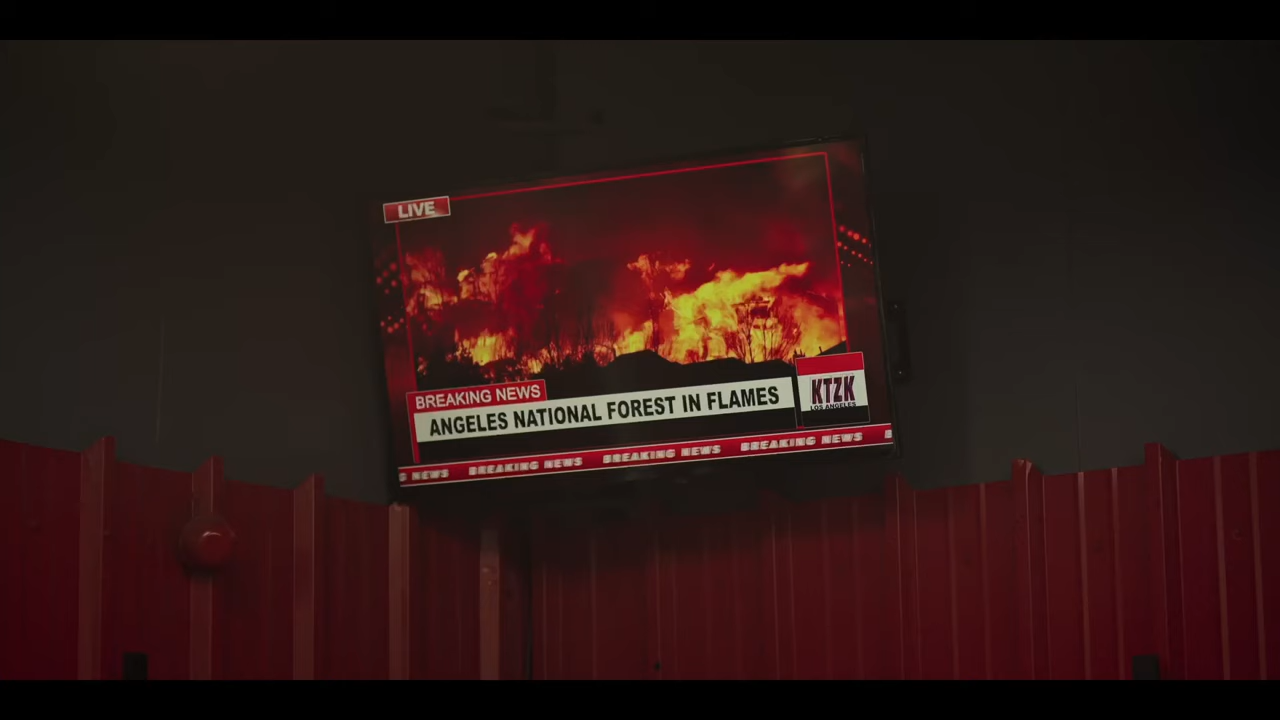 LIVE
BREAKING NEWS
ANGELES NATIONAL FOREST IN FLAMES
KTZK
LOS ANGELES
S NEWS BREAKING NEWS BREAKING NEWS BREAKING NEWS B